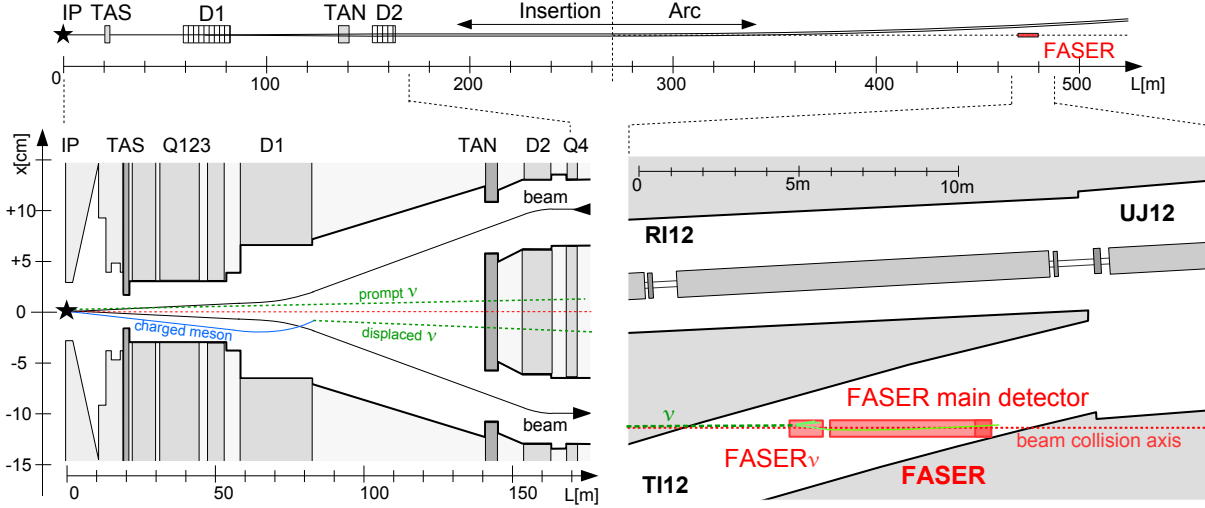 IP TAS D1 TAN D2 Insertion Arc
FASER
0 100 200 300 400 500 L[m]
IP TAS Q123 D1 TAN D2 Q4
x[cm]
+10
+5
0
-5
-10
-15
beam
prompt ν
charged meson
displaced ν
beam
0 50 100 150 L[m]
0 5m 10m
RI12
UJ12
FASER main detector
ν
beam collision axis
FASERν
FASER
TI12